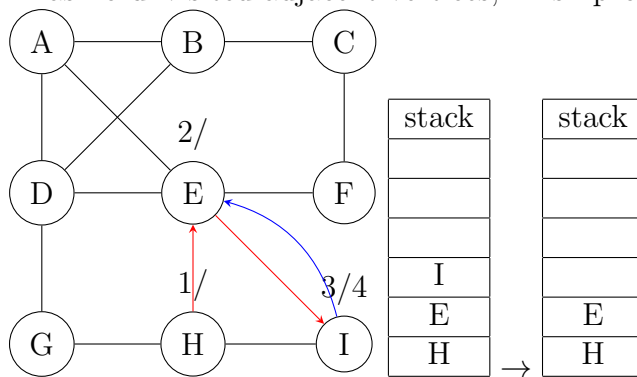 A B C
2/
stack stack
D E F
I
1/ 3/4
E E
G H I
H → H